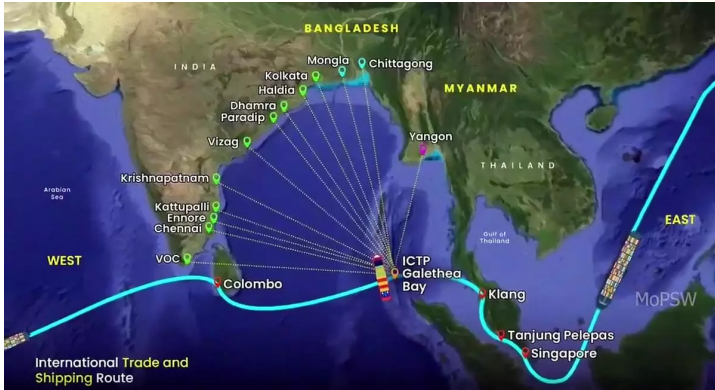 BANGLADESH
INDIA
Mongla
Chittagong
Kolkata
Haldia
MYANMAR
Dhamra
Paradip
Yangon
Vizag
THAILAND
Krishnapatnam
Arabian
Sea
Kattupalli
Ennore
Chennai
EAST
Gulf of
Thailand
WEST
VOC
ICTP
Galethea
Bay
Colombo
Klang
MoPSW
Tanjung Pelepas
Singapore
International Trade and
Shipping Route